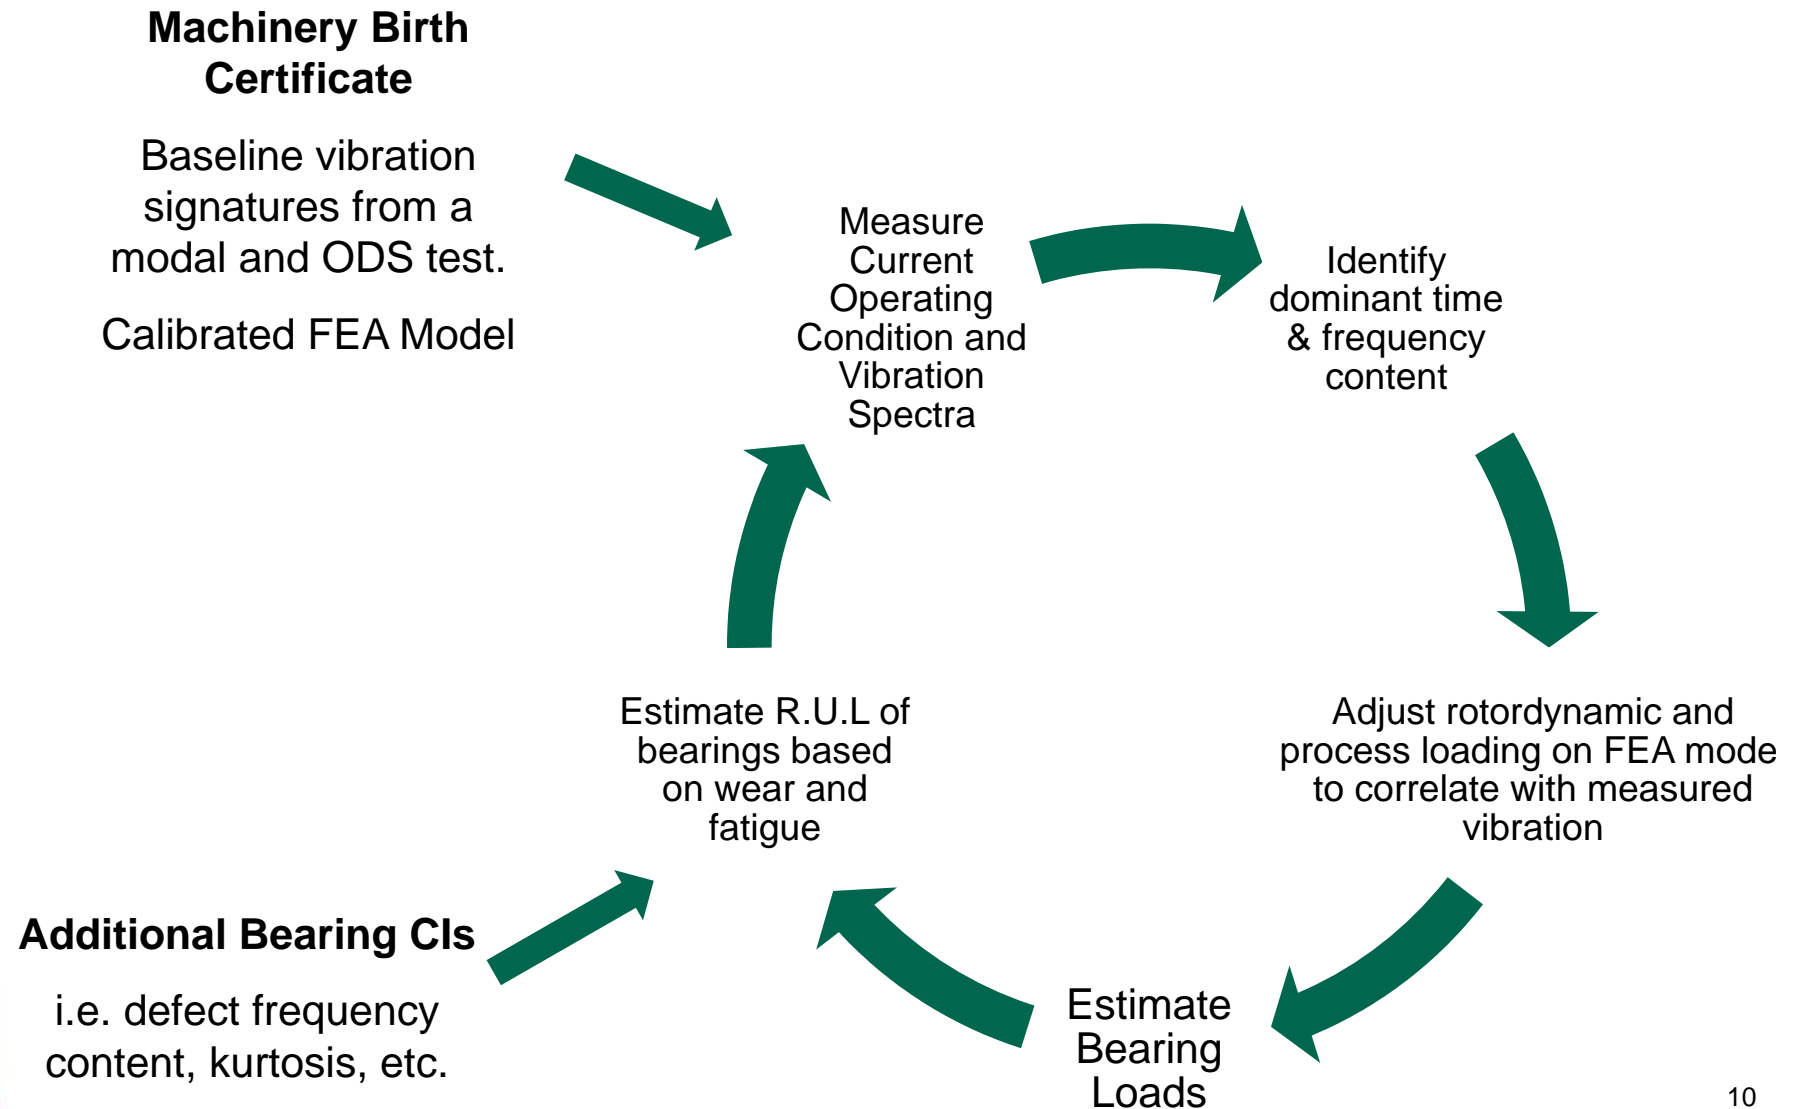 Machinery Birth
Certificate
Baseline vibration
signatures from a
modal and ODS test.
Calibrated FEA Model
Measure
Current
Operating
Condition and
Vibration
Spectra
Identify
dominant time
& frequency
content
Adjust rotordynamic and
process loading on FEA mode
to correlate with measured
vibration
Estimate
Bearing
Loads
Estimate R.U.L of
bearings based
on wear and
fatigue
Additional Bearing CIs
i.e. defect frequency
content, kurtosis, etc.
10